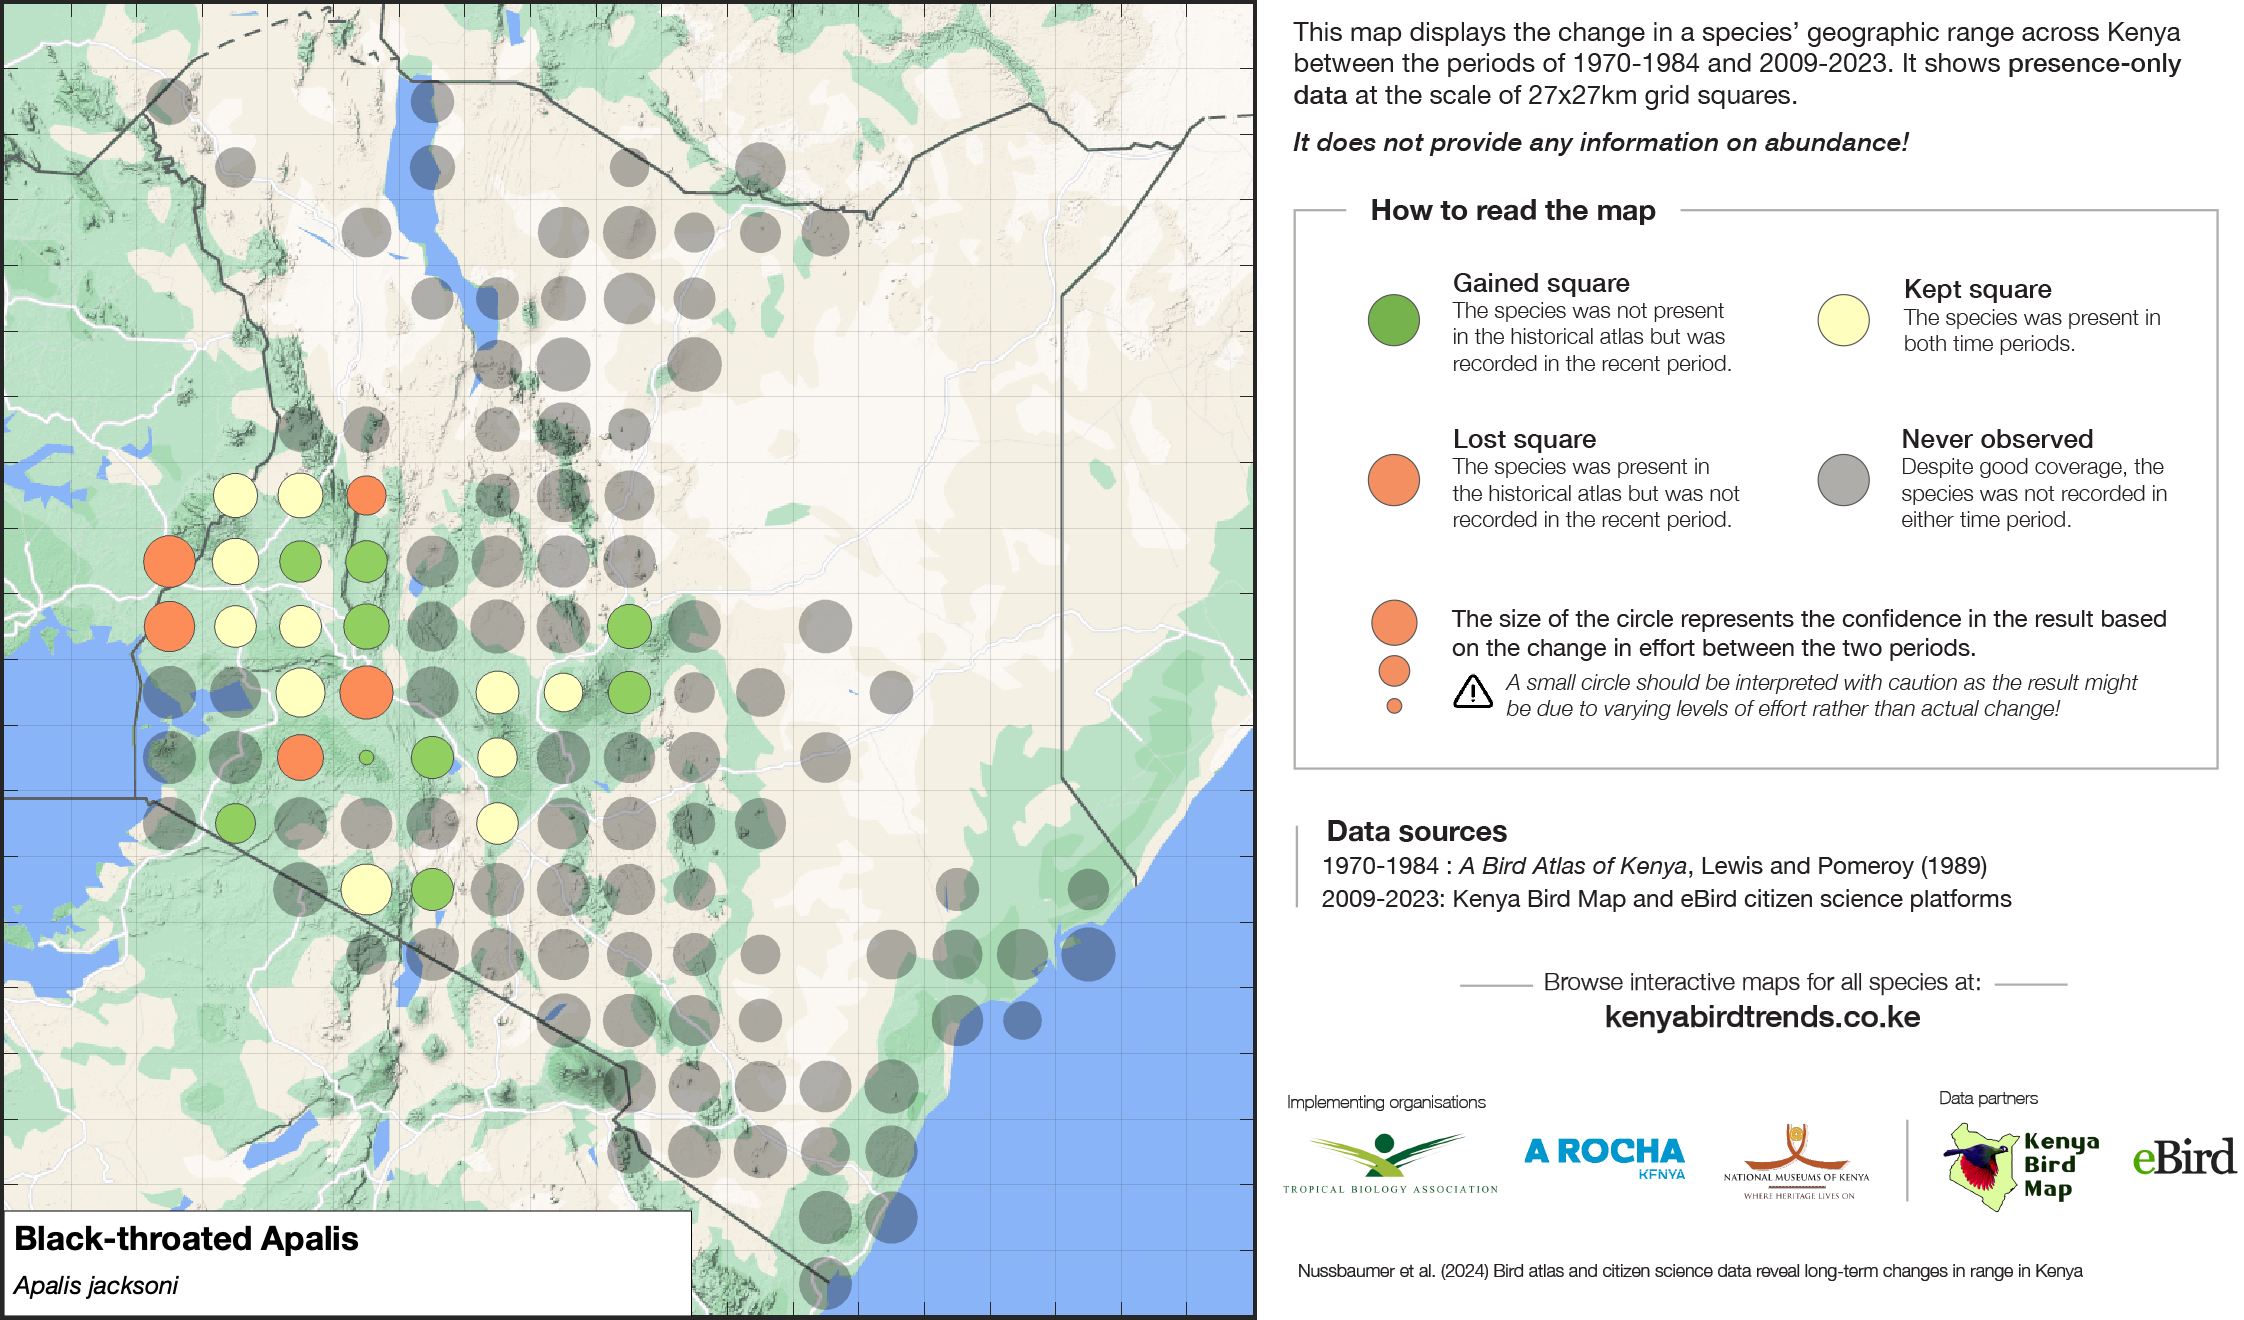 This map displays the change in a species’ geographic range across Kenya
between the periods of 1970-1984 and 2009-2023. It shows presence-only
data at the scale of 27x27km grid squares.
It does not provide any information on abundance!
How to read the map
Gained square
The species was not present
in the historical atlas but was
recorded in the recent period.
Kept square
The species was present in
both time periods.
Lost square
The species was present in
the historical atlas but was not
recorded in the recent period.
Never observed
Despite good coverage, the
species was not recorded in
either time period.
The size of the circle represents the confidence in the result based
on the change in effort between the two periods.
A small circle should be interpreted with caution as the result might
be due to varying levels of effort rather than actual change!
Data sources
1970-1984 : A Bird Atlas of Kenya, Lewis and Pomeroy (1989)
2009-2023: Kenya Bird Map and eBird citizen science platforms
Browse interactive maps for all species at:
kenyabirdtrends.co.ke
Implementing organisations
Data partners
TROPICAL BIOLOGY ASSOCIATION
A ROCHA
KENYA
NATIONAL MUSEUMS OF KENYA
WHERE HERITAGE LIVES ON
Kenya
Bird
Map
eBird
Black-throated Apalis
Apalis jacksoni
Nussbaumer et al. (2024) Bird atlas and citizen science data reveal long-term changes in range in Kenya